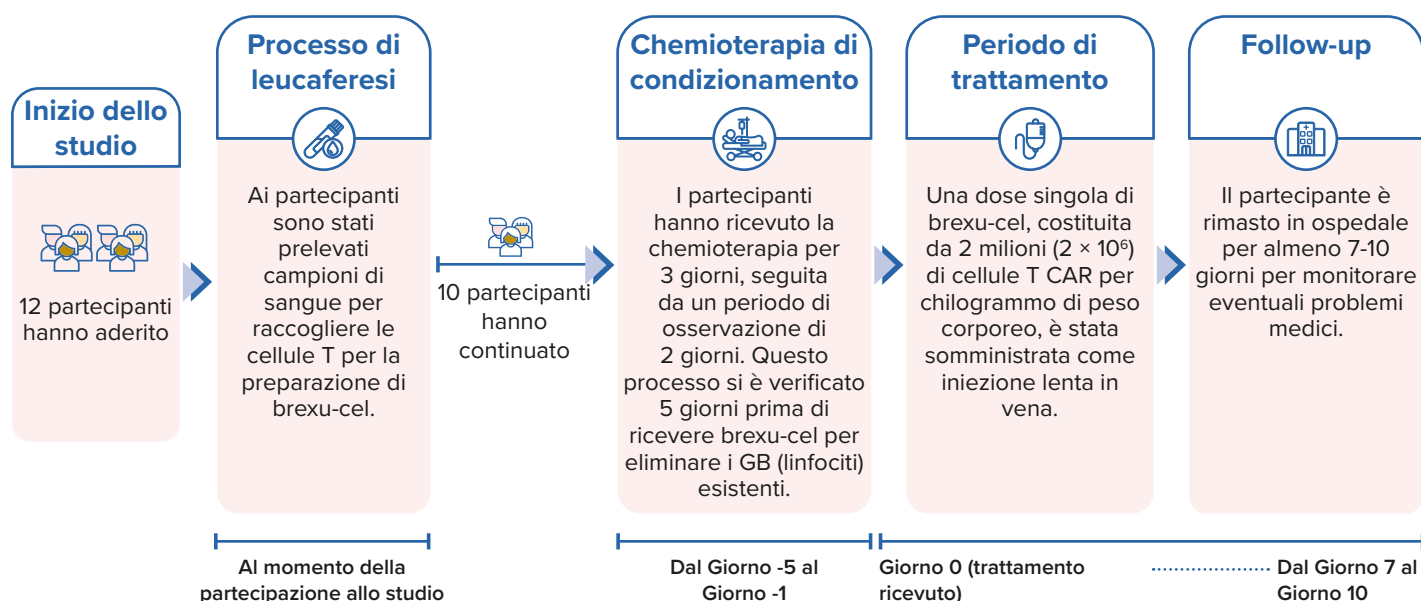 Inizio dello
studio
12 partecipanti
hanno aderito
Processo di
leucaferesi
Ai partecipanti
sono stati
prelevati
campioni di
sangue per
raccogliere le
cellule T per la
preparazione di
brexu-cel.
10 partecipanti
hanno
continuato
Chemioterapia di
condizionamento
I partecipanti
hanno ricevuto la
chemioterapia per
3 giorni, seguita
da un periodo di
osservazione di
2 giorni. Questo
processo si è verificato
5 giorni prima di
ricevere brexu-cel per
eliminare i GB (linfociti)
esistenti.
Periodo di
trattamento
Una dose singola di
brexu-cel, costituita
da 2 milioni (2 × 10⁶)
di cellule T CAR per
chilogrammo di peso
corporeo, è stata
somministrata come
iniezione lenta in
vena.
Follow-up
Il partecipante è
rimasto in ospedale
per almeno 7-10
giorni per monitorare
eventuali problemi
medici.
Al momento della
partecipazione allo studio
Dal Giorno -5 al
Giorno -1
Giorno 0 (trattamento
ricevuto)
Dal Giorno 7 al
Giorno 10